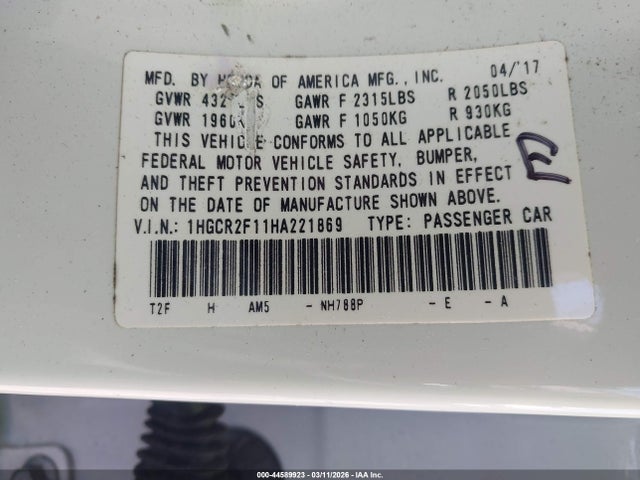 MFD. BY HONDA OF AMERICA MFG., INC. 04/'17
GVWR GAWR F 2315LBS R 2050LBS
GVWR GAWR F 1050KG R 930KG
THIS VEHICLE CONFORMS TO ALL APPLICABLE
FEDERAL MOTOR VEHICLE SAFETY, BUMPER,
AND THEFT PREVENTION STANDARDS IN EFFECT
ON THE DATE OF MANUFACTURE SHOWN ABOVE.
E
V.I.N.: 1HGCR2F11HA221869 TYPE: PASSENGER CAR
T2F H AM5 - NH788P - E - A
000-44589923 - 03/11/2026 - IAA Inc.